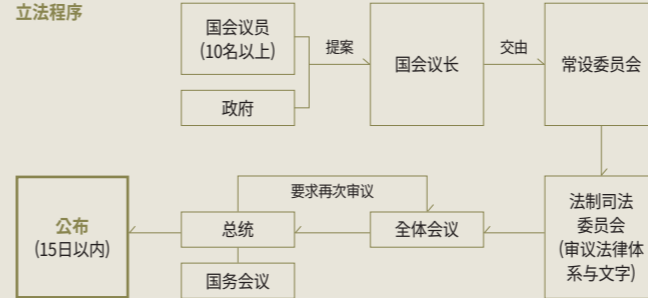 立法程序
国会议员
(10名以上)
政府
提案
国会议长
交由
常设委员会
法制司法
委员会
(审议法律体
系与文字)
全体会议
要求再次审议
总统
国务会议
公布
(15日以内)